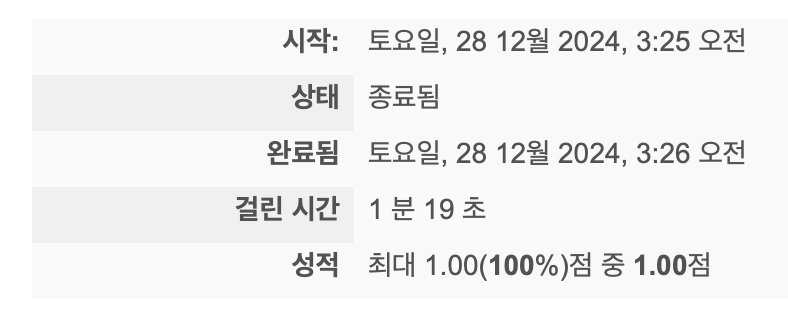 시작: 토요일, 28 12월 2024, 3:25 오전
상태 종료됨
완료됨 토요일, 28 12월 2024, 3:26 오전
걸린 시간 1 분 19 초
성적 최대 1.00(100%)점 중 1.00점